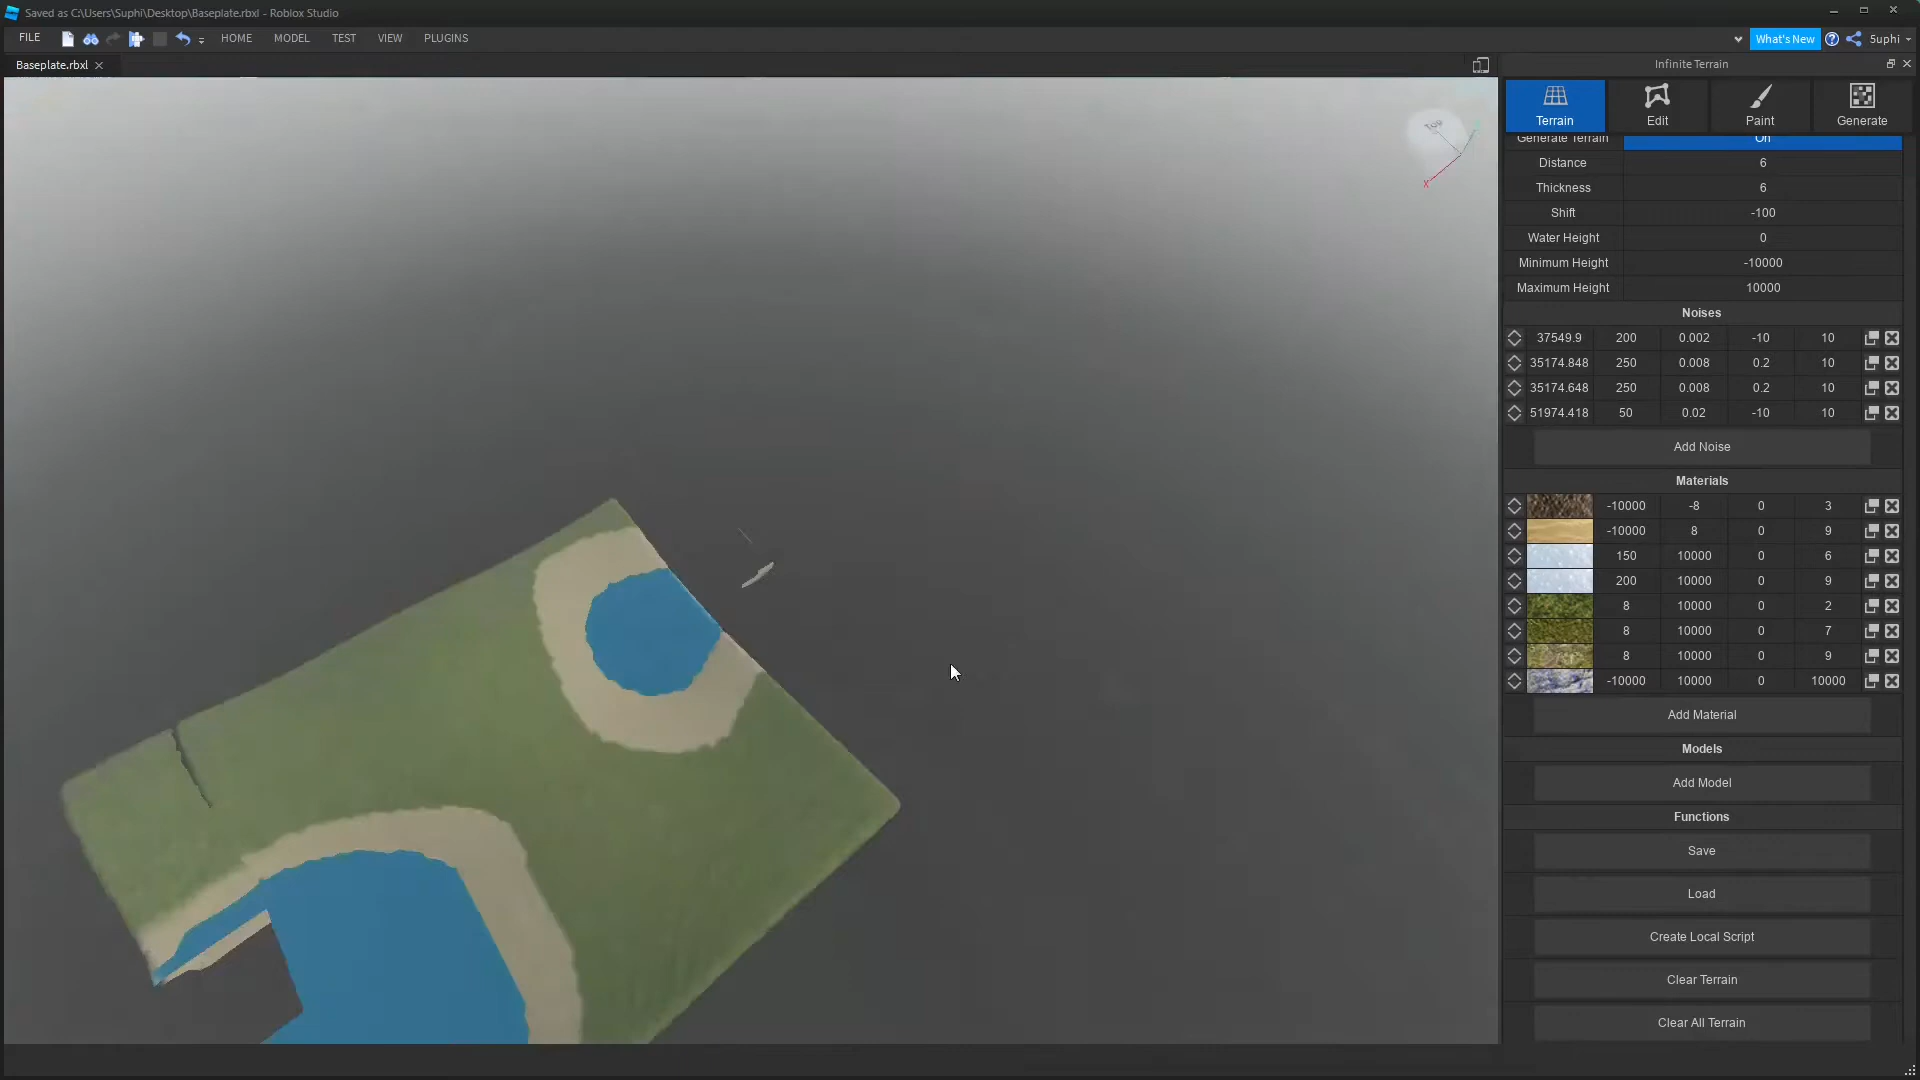 Saved as C:\Users\Suphi\Desktop\Baseplate.rbxl - Roblox Studio
FILE HOME MODEL TEST VIEW PLUGINS What's New 5uphi
Baseplate.rbxl
Infinite Terrain
Terrain Edit Paint Generate
Generate Terrain On
Distance 6
Thickness 6
Shift -100
Water Height 0
Minimum Height -10000
Maximum Height 10000
Noises
37549.9 200 0.002 -10 10
35174.848 250 0.008 0.2 10
35174.648 250 0.008 0.2 10
51974.418 50 0.02 -10 10
Add Noise
Materials
-10000 -8 0 3
-10000 8 0 9
150 10000 0 6
200 10000 0 9
8 10000 0 2
8 10000 0 7
8 10000 0 9
-10000 10000 0 10000
Add Material
Models
Add Model
Functions
Save
Load
Create Local Script
Clear Terrain
Clear All Terrain
X